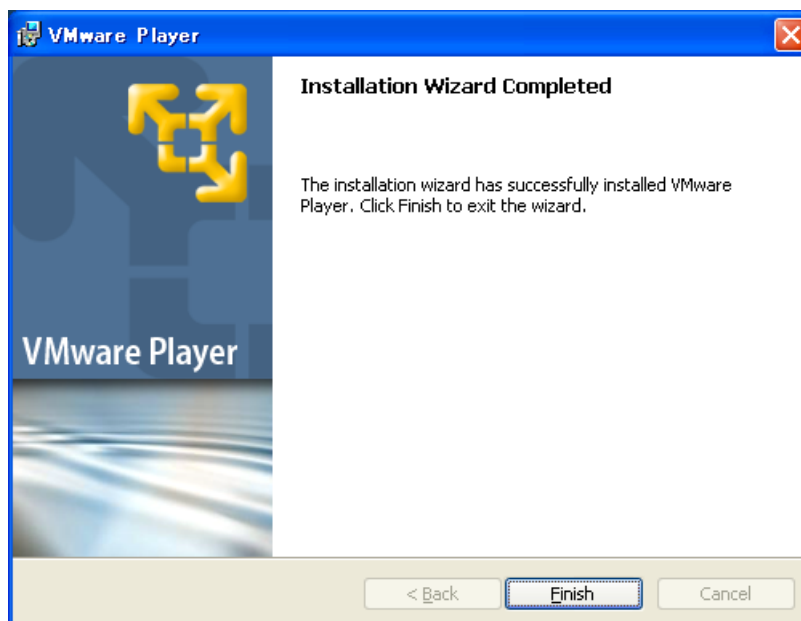 VMware Player
Installation Wizard Completed
The installation wizard has successfully installed VMware
Player. Click Finish to exit the wizard.
VMware Player
< Back
Finish
Cancel